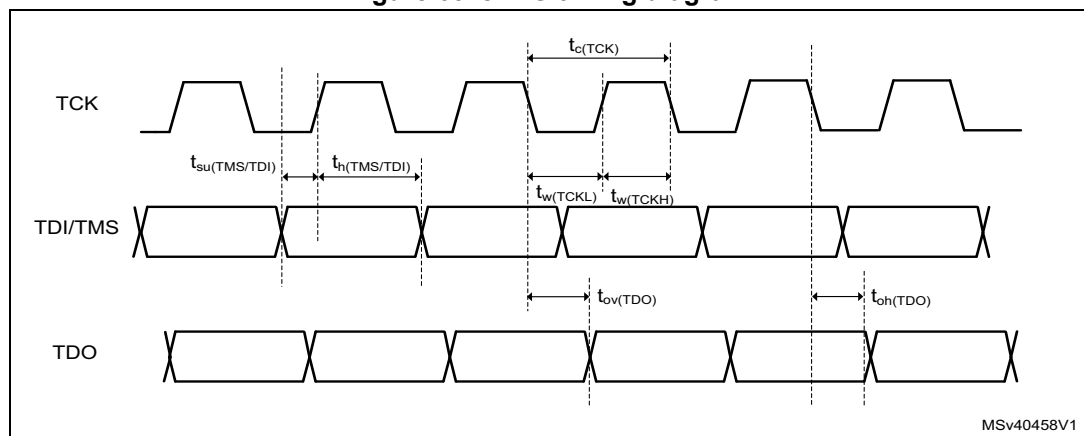 t_c(TCK)
TCK
t_su(TMS/TDI)
t_h(TMS/TDI)
t_w(TCKL)
t_w(TCKH)
TDI/TMS
t_ov(TDO)
t_oh(TDO)
TDO
MSv40458V1